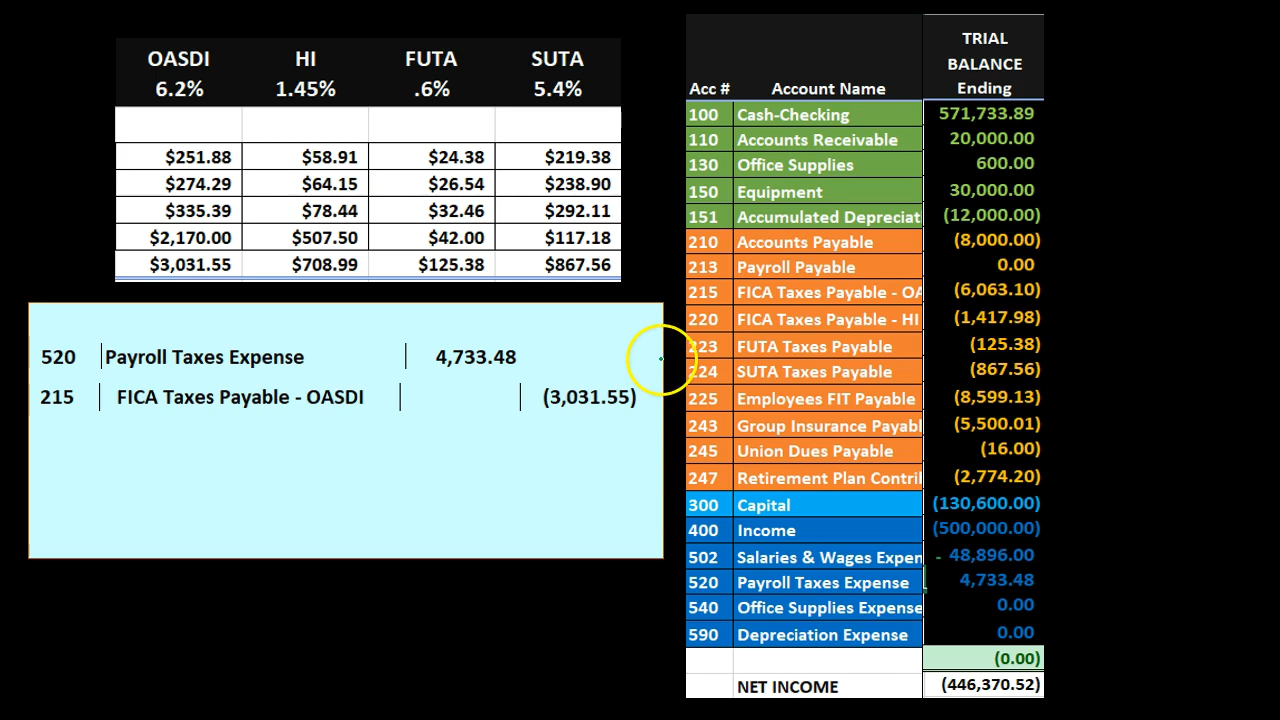 OASDI HI FUTA SUTA
6.2% 1.45% .6% 5.4%
$251.88 $58.91 $24.38 $219.38
$274.29 $64.15 $26.54 $238.90
$335.39 $78.44 $32.46 $292.11
$2,170.00 $507.50 $42.00 $117.18
$3,031.55 $708.99 $125.38 $867.56
520 Payroll Taxes Expense 4,733.48
215 FICA Taxes Payable - OASDI (3,031.55)
TRIAL
BALANCE
Acc # Account Name Ending
100 Cash-Checking 571,733.89
110 Accounts Receivable 20,000.00
130 Office Supplies 600.00
150 Equipment 30,000.00
151 Accumulated Depreciat (12,000.00)
210 Accounts Payable (8,000.00)
213 Payroll Payable 0.00
215 FICA Taxes Payable - OA (6,063.10)
220 FICA Taxes Payable - HI (1,417.98)
223 FUTA Taxes Payable (125.38)
224 SUTA Taxes Payable (867.56)
225 Employees FIT Payable (8,599.13)
243 Group Insurance Payabl (5,500.01)
245 Union Dues Payable (16.00)
247 Retirement Plan Contri (2,774.20)
300 Capital (130,600.00)
400 Income (500,000.00)
502 Salaries & Wages Expen 48,896.00
520 Payroll Taxes Expense 4,733.48
540 Office Supplies Expense 0.00
590 Depreciation Expense 0.00
(0.00)
NET INCOME (446,370.52)